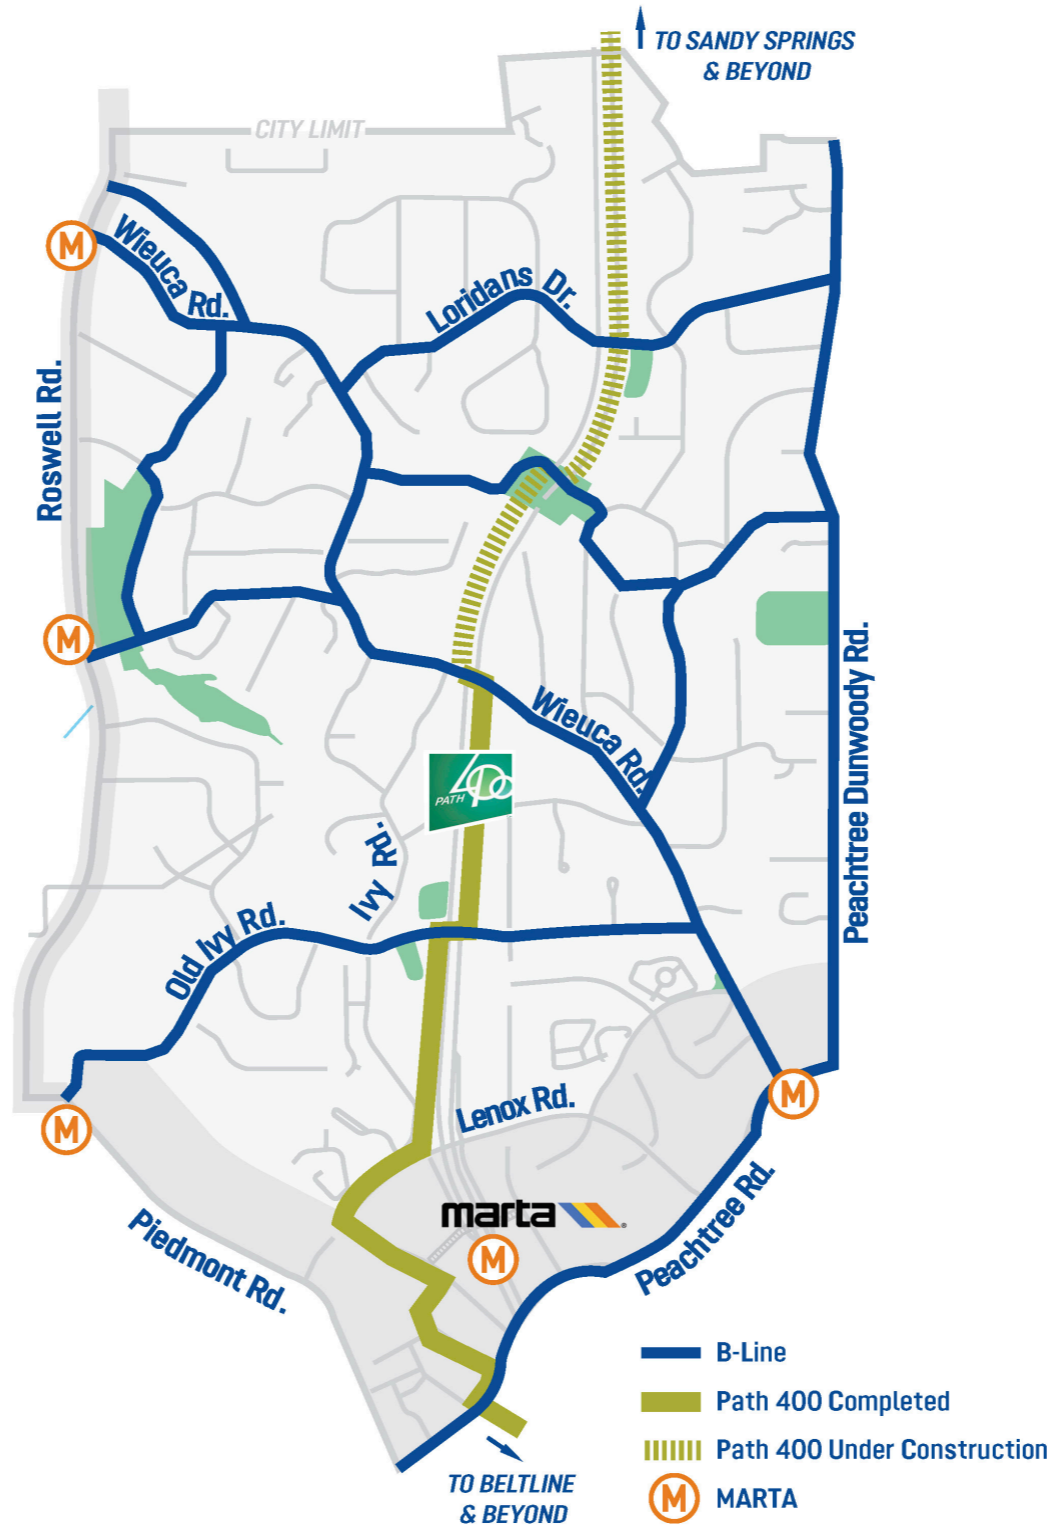 TO SANDY SPRINGS
& BEYOND
CITY LIMIT
M
Wieuca Rd.
Loridans Dr.
Roswell Rd.
M
Wieuca Rd.
Peachtree Dunwoody Rd.
PATH 400
Ivy Rd.
Old Ivy Rd.
Lenox Rd.
M
M
marta
M
Peachtree Rd.
Piedmont Rd.
B-Line
Path 400 Completed
Path 400 Under Construction
M MARTA
TO BELTLINE
& BEYOND